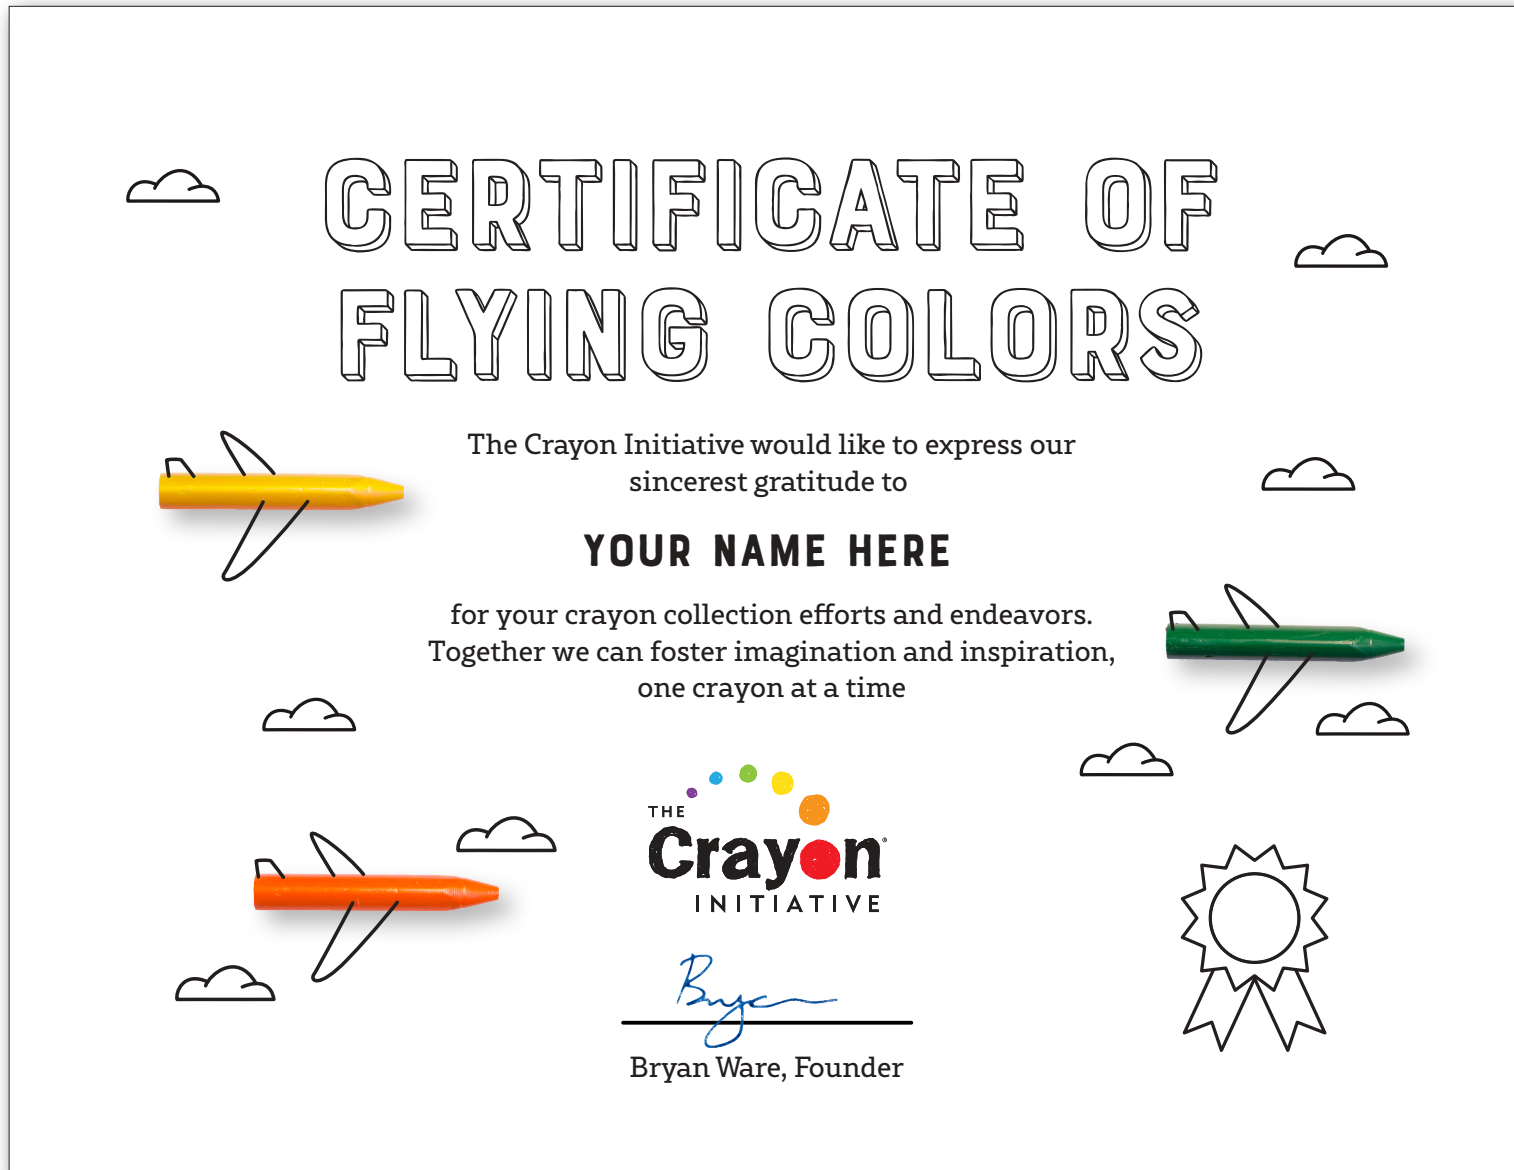 CERTIFICATE OF
FLYING COLORS
The Crayon Initiative would like to express our
sincerest gratitude to
YOUR NAME HERE
for your crayon collection efforts and endeavors.
Together we can foster imagination and inspiration,
one crayon at a time
THE
Crayon®
INITIATIVE
Bryan
Bryan Ware, Founder